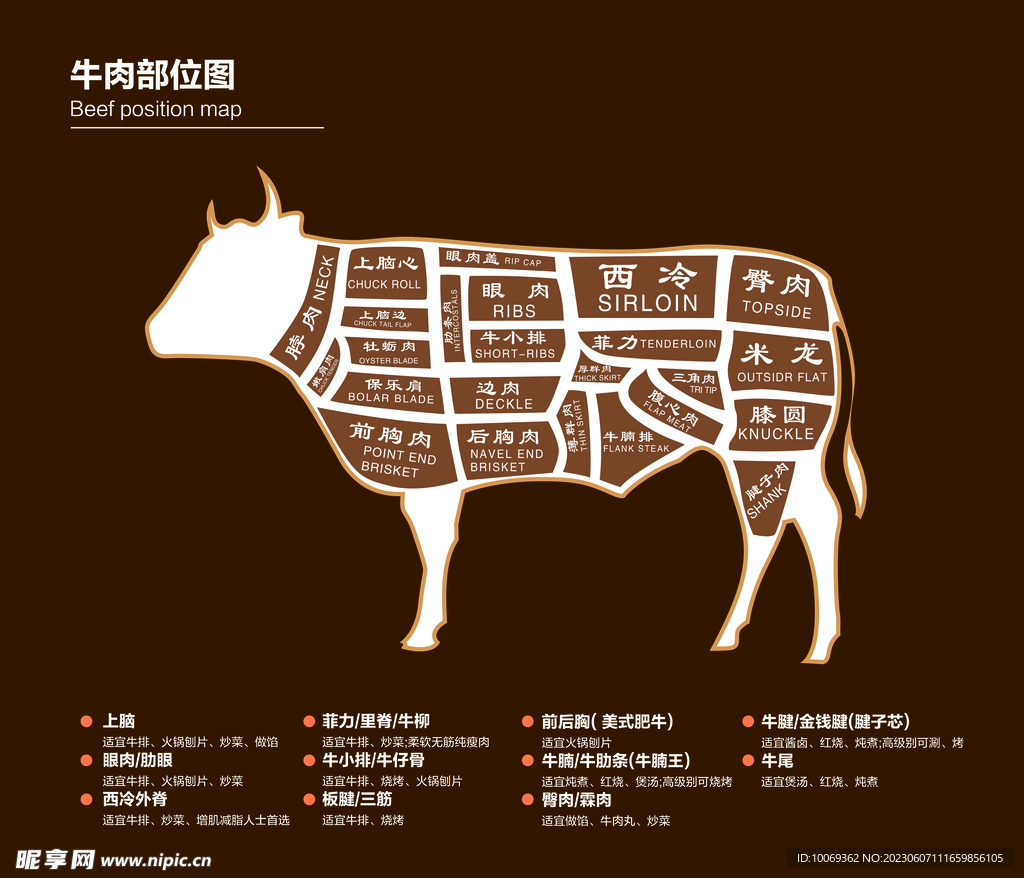 牛肉部位图
Beef position map
脖肉 NECK
上脑心
CHUCK ROLL
上脑边
CHUCK TAIL FLAP
嫩肩肉
CHUCK TENDER
牡蛎肉
OYSTER BLADE
保乐肩
BOLAR BLADE
前胸肉
POINT END
BRISKET
眼肉盖 RIP CAP
肋条肉
INTERCOSTALS
眼肉
RIBS
牛小排
SHORT-RIBS
边肉
DECKLE
后胸肉
NAVEL END
BRISKET
西冷
SIRLOIN
菲力 TENDERLOIN
厚群肉
THICK SKIRT
薄群肉
THIN SKIRT
牛腩排
FLANK STEAK
腹心肉
FLAP MEAT
三角肉
TRI TIP
臀肉
TOPSIDE
米龙
OUTSIDR FLAT
膝圆
KNUCKLE
腱子肉
SHANK
上脑
适宜牛排、火锅刨片、炒菜、做馅
眼肉/肋眼
适宜牛排、火锅刨片、炒菜
西冷外脊
适宜牛排、炒菜、增肌减脂人士首选
菲力/里脊/牛柳
适宜牛排、炒菜;柔软无筋纯瘦肉
牛小排/牛仔骨
适宜牛排、烧烤、火锅刨片
板腱/三筋
适宜牛排、烧烤
前后胸( 美式肥牛)
适宜火锅刨片
牛腩/牛肋条(牛腩王)
适宜炖煮、红烧、煲汤;高级别可烧烤
臀肉/霖肉
适宜做馅、牛肉丸、炒菜
牛腱/金钱腱(腱子芯)
适宜酱卤、红烧、炖煮;高级别可涮、烤
牛尾
适宜煲汤、红烧、炖煮
昵享网 www.nipic.cn
ID:10069362 NO:20230607111659856105